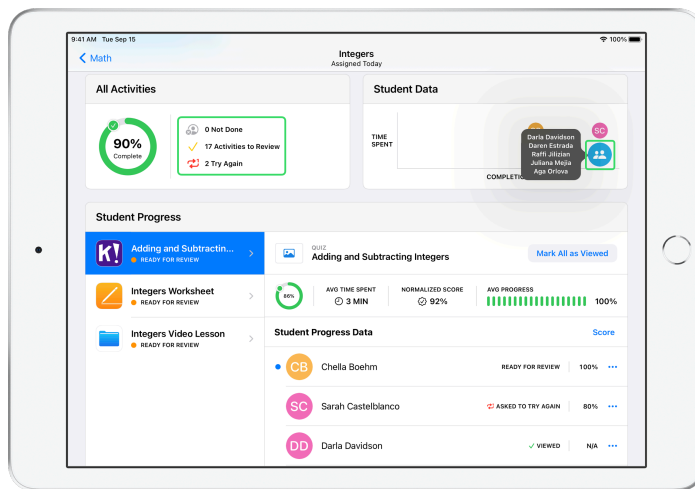 9:41 AM Tue Sep 15
100%
Math
Integers
Assigned Today
All Activities
90%
Complete
0 Not Done
17 Activities to Review
2 Try Again
Student Data
TIME
SPENT
SC
Darla Davidson
Daren Estrada
Raffi Jilizian
Juliana Mejia
Aga Orlova
Student Progress
K!
Adding and Subtractin...
READY FOR REVIEW
Integers Worksheet
READY FOR REVIEW
Integers Video Lesson
READY FOR REVIEW
QUIZ
Adding and Subtracting Integers
Mark All as Viewed
86%
AVG TIME SPENT
3 MIN
NORMALIZED SCORE
92%
AVG PROGRESS
100%
Student Progress Data
Score
CB
Chella Boehm
READY FOR REVIEW
100%
SC
Sarah Castelblanco
ASKED TO TRY AGAIN
80%
DD
Darla Davidson
VIEWED
N/A